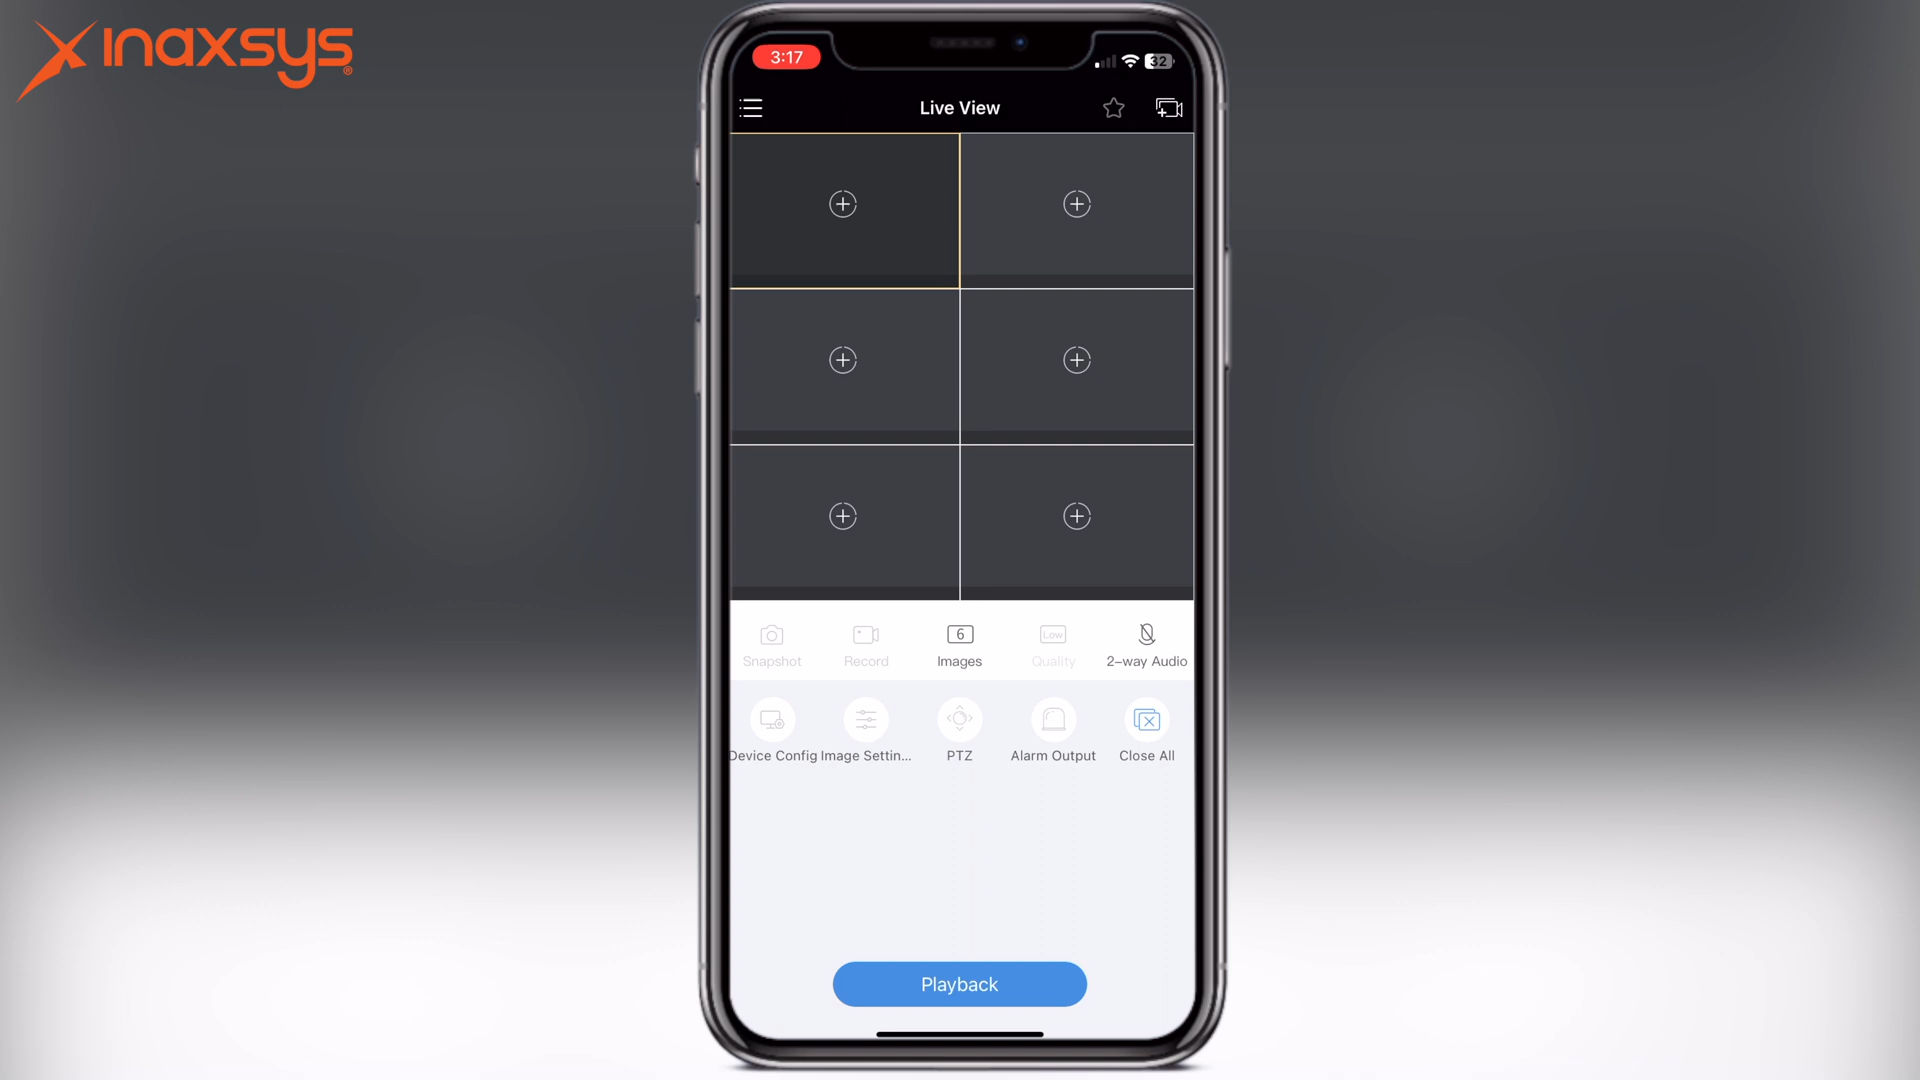 inaxsys®
3:17
32
Live View
Snapshot
Record
6
Images
Low
Quality
2-way Audio
Device Config
Image Settin...
PTZ
Alarm Output
Close All
Playback